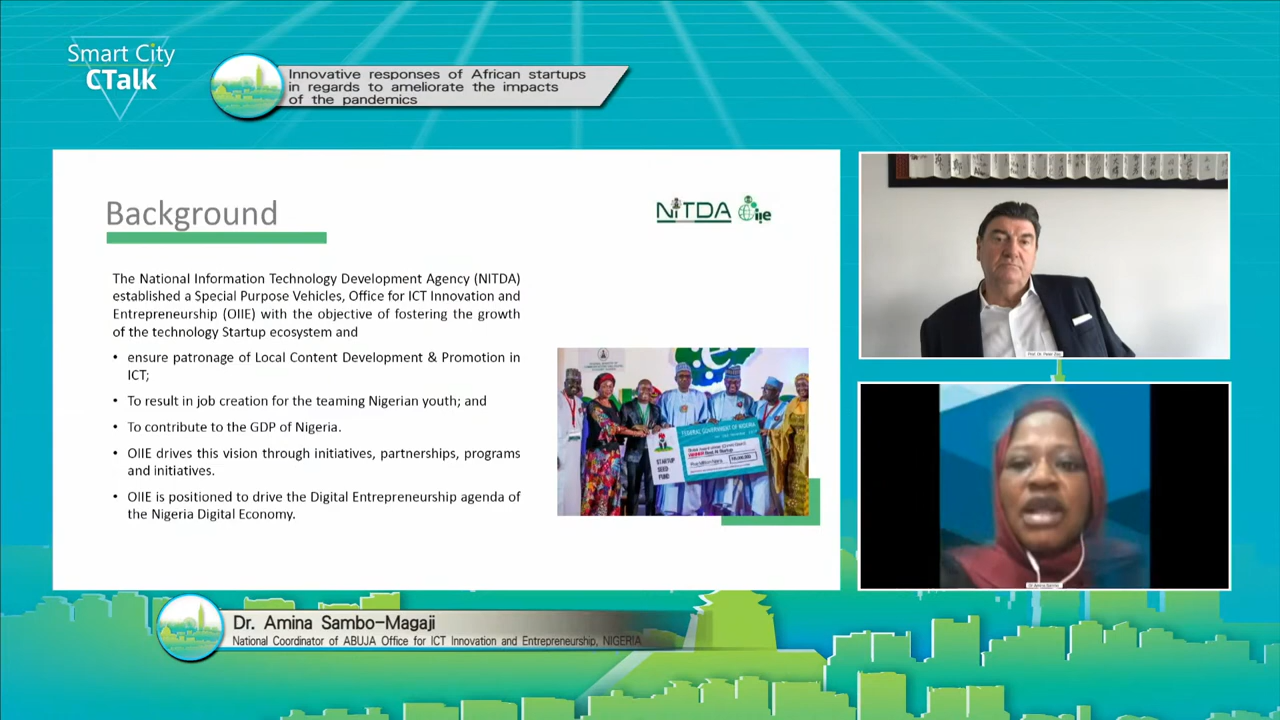 Smart City
CTalk
Innovative responses of African startups
in regards to ameliorate the impacts
of the pandemics
Background
NiTDA oiie
The National Information Technology Development Agency (NITDA)
established a Special Purpose Vehicles, Office for ICT Innovation and
Entrepreneurship (OIIE) with the objective of fostering the growth
of the technology Startup ecosystem and
• ensure patronage of Local Content Development & Promotion in
ICT;
• To result in job creation for the teaming Nigerian youth; and
• To contribute to the GDP of Nigeria.
• OIIE drives this vision through initiatives, partnerships, programs
and initiatives.
• OIIE is positioned to drive the Digital Entrepreneurship agenda of
the Nigeria Digital Economy.
FEDERAL GOVERNMENT OF NIGERIA
STARTUP
SEED
FUND
Dr. Amina Sambo-Magaji
National Coordinator of ABUJA Office for ICT Innovation and Entrepreneurship, NIGERIA